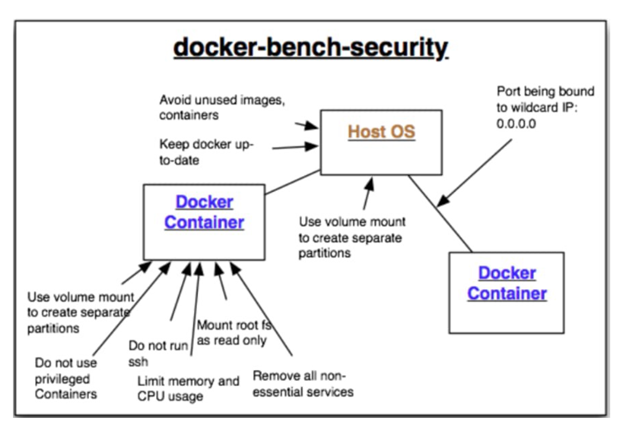 docker-bench-security
Avoid unused images,
containers
Keep docker up-
to-date
Host OS
Port being bound
to wildcard IP:
0.0.0.0
Docker
Container
Use volume mount
to create separate
partitions
Docker
Container
Use volume mount
to create separate
partitions
Do not use
privileged
Containers
Do not run
ssh
Limit memory and
CPU usage
Mount root fs
as read only
Remove all non-
essential services